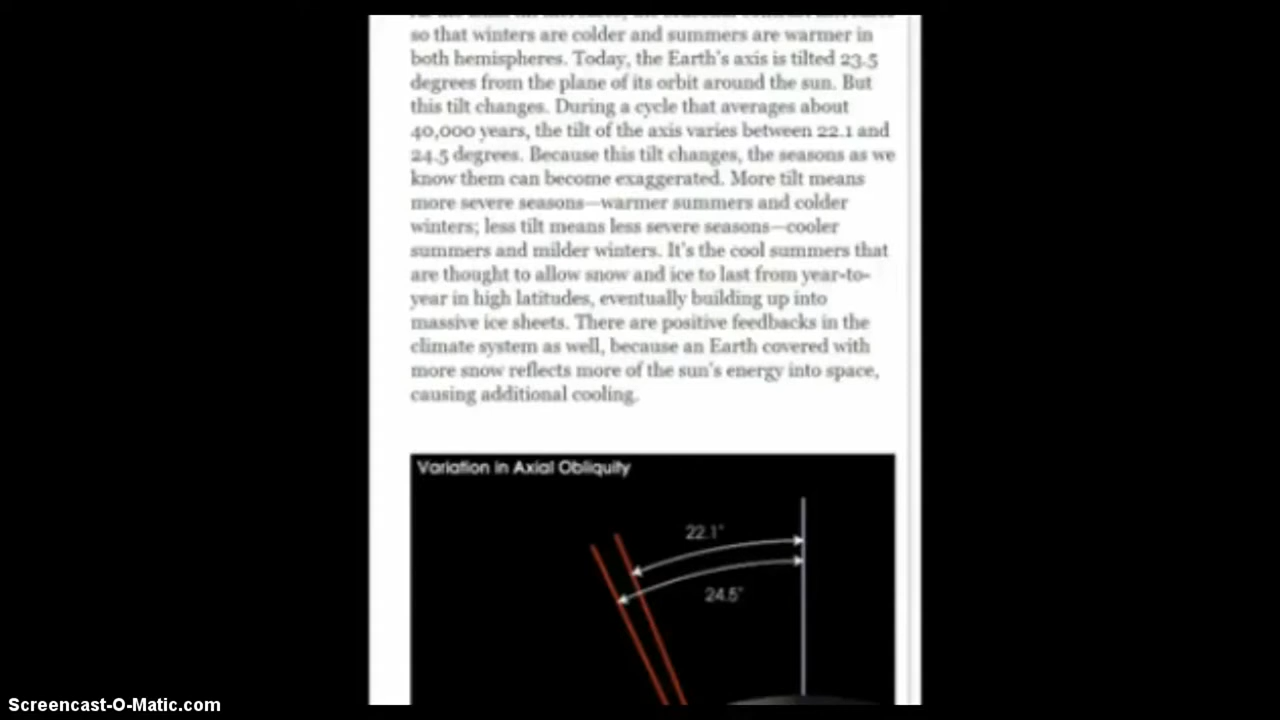 so that winters are colder and summers are warmer in
both hemispheres. Today, the Earth's axis is tilted 23.5
degrees from the plane of its orbit around the sun. But
this tilt changes. During a cycle that averages about
40,000 years, the tilt of the axis varies between 22.1 and
24.5 degrees. Because this tilt changes, the seasons as we
know them can become exaggerated. More tilt means
more severe seasons—warmer summers and colder
winters; less tilt means less severe seasons—cooler
summers and milder winters. It's the cool summers that
are thought to allow snow and ice to last from year-to-
year in high latitudes, eventually building up into
massive ice sheets. There are positive feedbacks in the
climate system as well, because an Earth covered with
more snow reflects more of the sun's energy into space,
causing additional cooling.
Variation in Axial Obliquity
22.1°
24.5°
Screencast-O-Matic.com